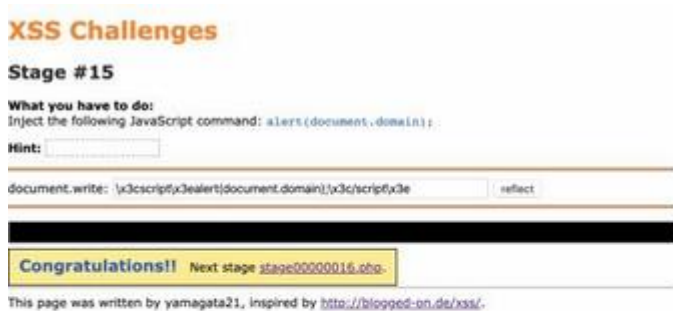 XSS Challenges
Stage #15
What you have to do:
Inject the following JavaScript command: alert(document.domain);
Hint:
document.write: \x3cscript\x3ealert(document.domain);\x3c/script\x3e reflect
Congratulations!! Next stage stage00000016.php.
This page was written by yamagata21, inspired by http://blogged-on.de/xss/.